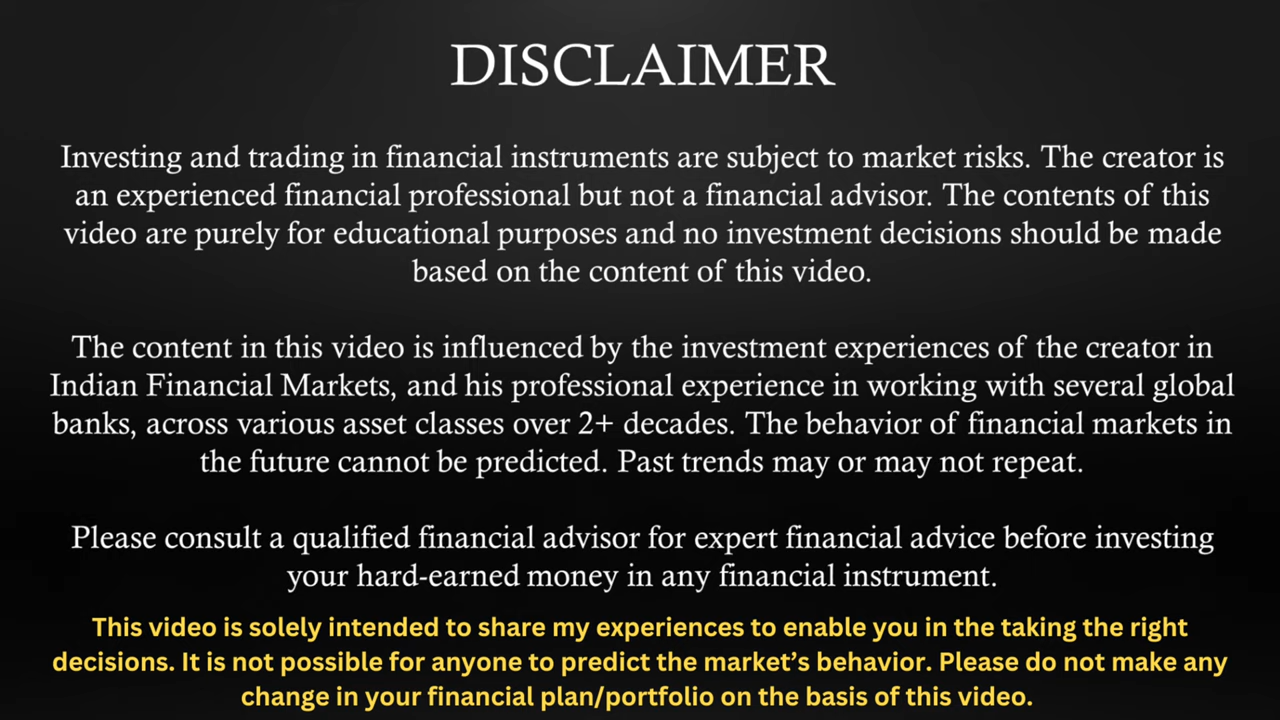 DISCLAIMER
Investing and trading in financial instruments are subject to market risks. The creator is
an experienced financial professional but not a financial advisor. The contents of this
video are purely for educational purposes and no investment decisions should be made
based on the content of this video.
The content in this video is influenced by the investment experiences of the creator in
Indian Financial Markets, and his professional experience in working with several global
banks, across various asset classes over 2+ decades. The behavior of financial markets in
the future cannot be predicted. Past trends may or may not repeat.
Please consult a qualified financial advisor for expert financial advice before investing
your hard-earned money in any financial instrument.
This video is solely intended to share my experiences to enable you in the taking the right
decisions. It is not possible for anyone to predict the market’s behavior. Please do not make any
change in your financial plan/portfolio on the basis of this video.